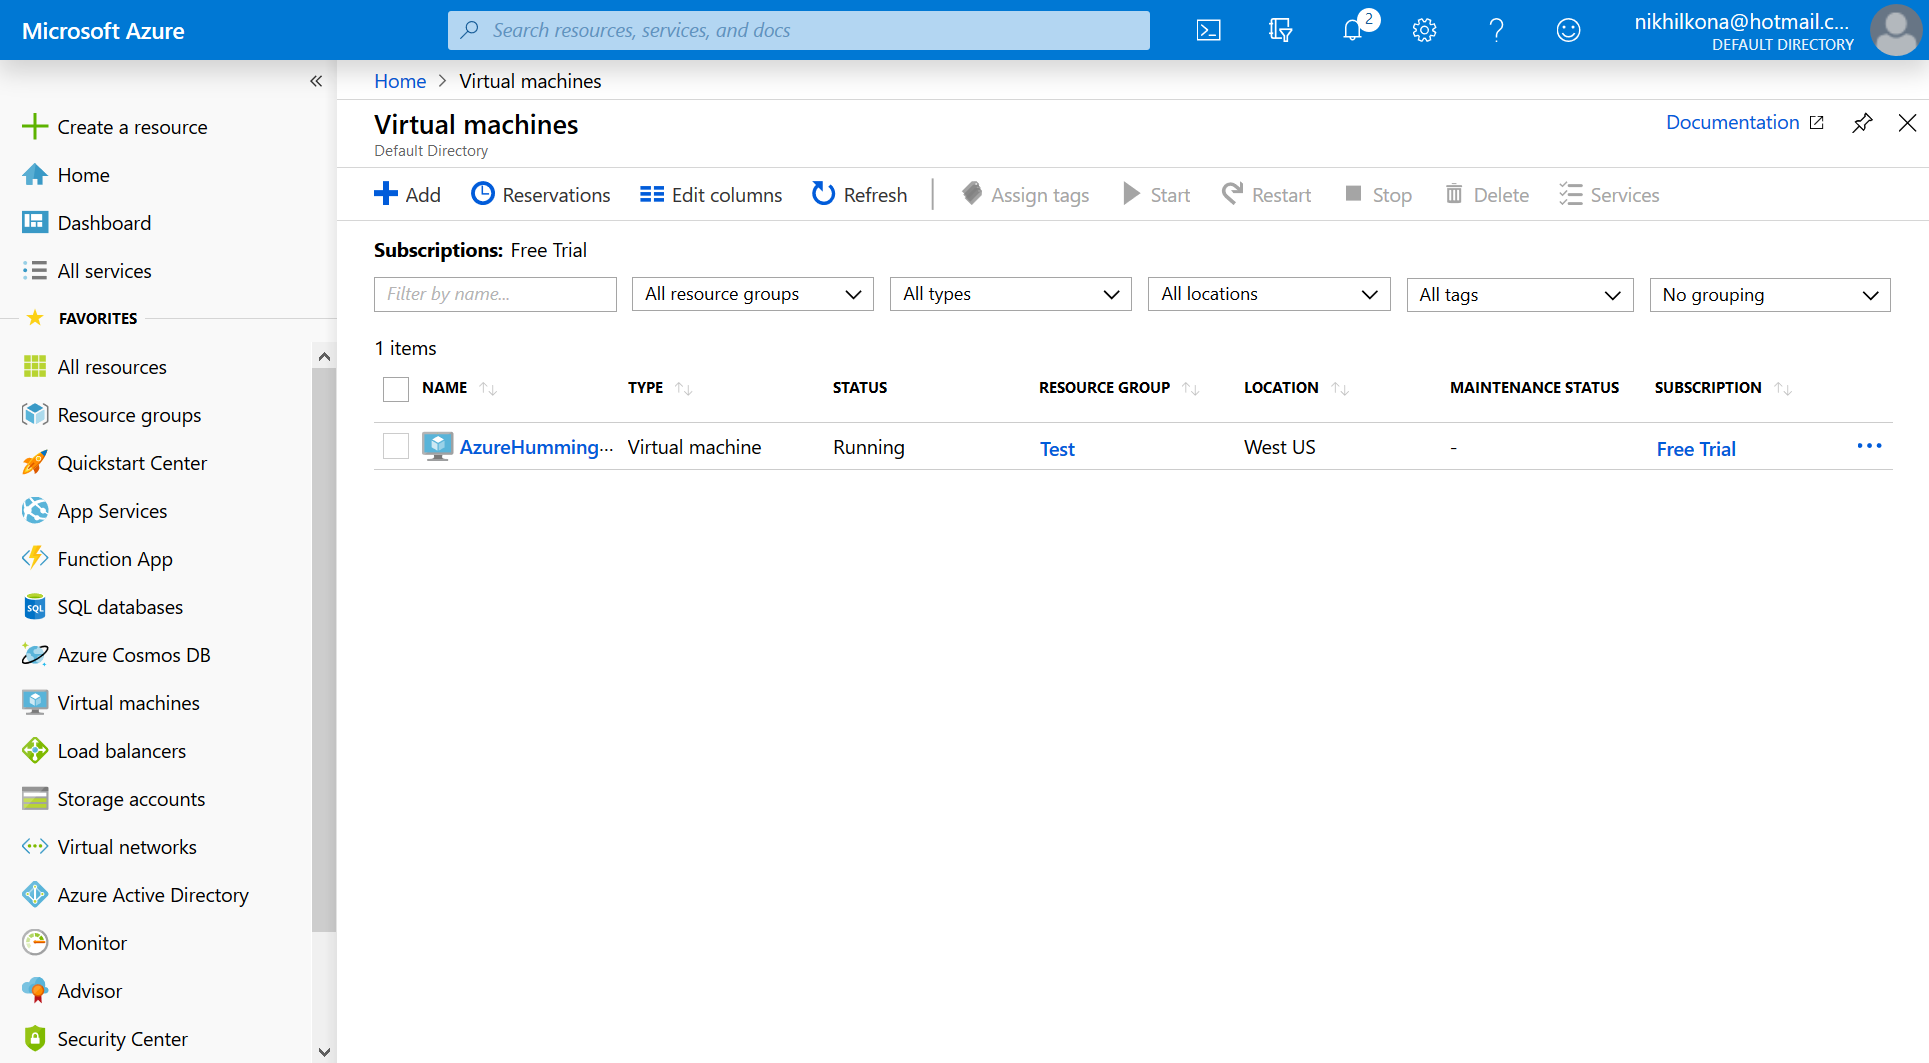 Microsoft Azure
Search resources, services, and docs
2
nikhilkona@hotmail.c...
DEFAULT DIRECTORY
Create a resource
Home
Dashboard
All services
FAVORITES
All resources
Resource groups
Quickstart Center
App Services
Function App
SQL databases
Azure Cosmos DB
Virtual machines
Load balancers
Storage accounts
Virtual networks
Azure Active Directory
Monitor
Advisor
Security Center
Home > Virtual machines
Virtual machines
Default Directory
Documentation
Add Reservations Edit columns Refresh Assign tags Start Restart Stop Delete Services
Subscriptions: Free Trial
Filter by name... All resource groups All types All locations All tags No grouping
1 items
NAME TYPE STATUS RESOURCE GROUP LOCATION MAINTENANCE STATUS SUBSCRIPTION
AzureHumming... Virtual machine Running Test West US - Free Trial